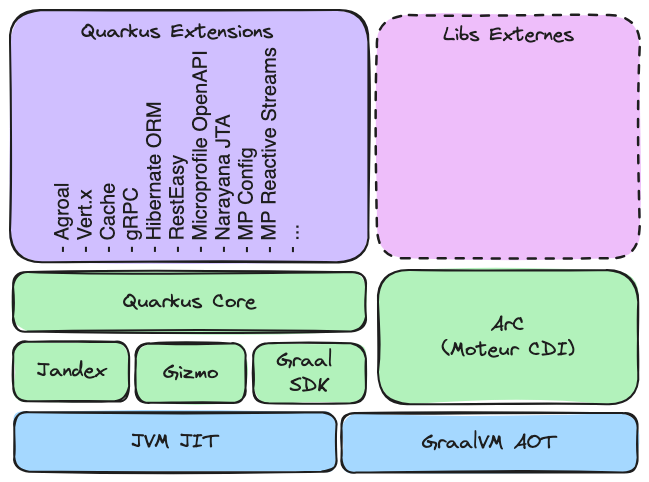 Quarkus Extensions
- Agroal
- Vert.x
- Cache
- gRPC
- Hibernate ORM
- RestEasy
- Microprofile OpenAPI
- Narayana JTA
- MP Config
- MP Reactive Streams
- ...
Libs Externes
Quarkus Core
ArC
(Moteur CDI)
Jandex
Gizmo
Graal
SDK
JVM JIT
GraalVM AOT